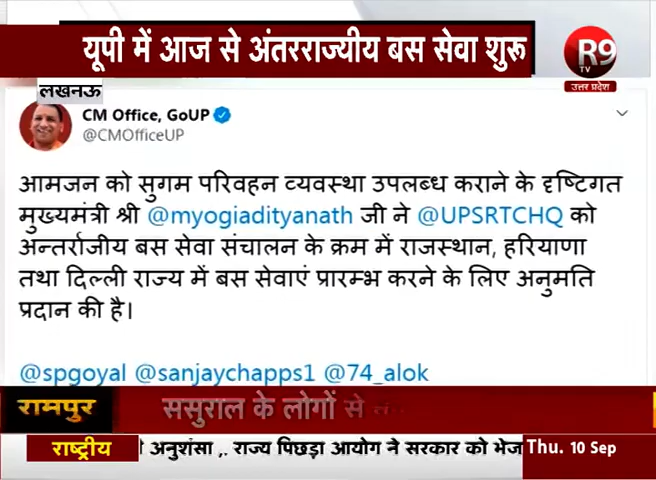 यूपी में आज से अंतरराज्यीय बस सेवा शुरू
R9
TV
उत्तर प्रदेश
लखनऊ
CM Office, GoUP
@CMOfficeUP
आमजन को सुगम परिवहन व्यवस्था उपलब्ध कराने के दृष्टिगत
मुख्यमंत्री श्री @myogiadityanath जी ने @UPSRTCHQ को
अन्तर्राजीय बस सेवा संचालन के क्रम में राजस्थान, हरियाणा
तथा दिल्ली राज्य में बस सेवाएं प्रारम्भ करने के लिए अनुमति
प्रदान की है।
@spgoyal @sanjaychapps1 @74_alok
रामपुर
ससुराल के लोगों से
राष्ट्रीय
अनुशंसा ,, राज्य पिछड़ा आयोग ने सरकार को भेज
Thu. 10 Sep